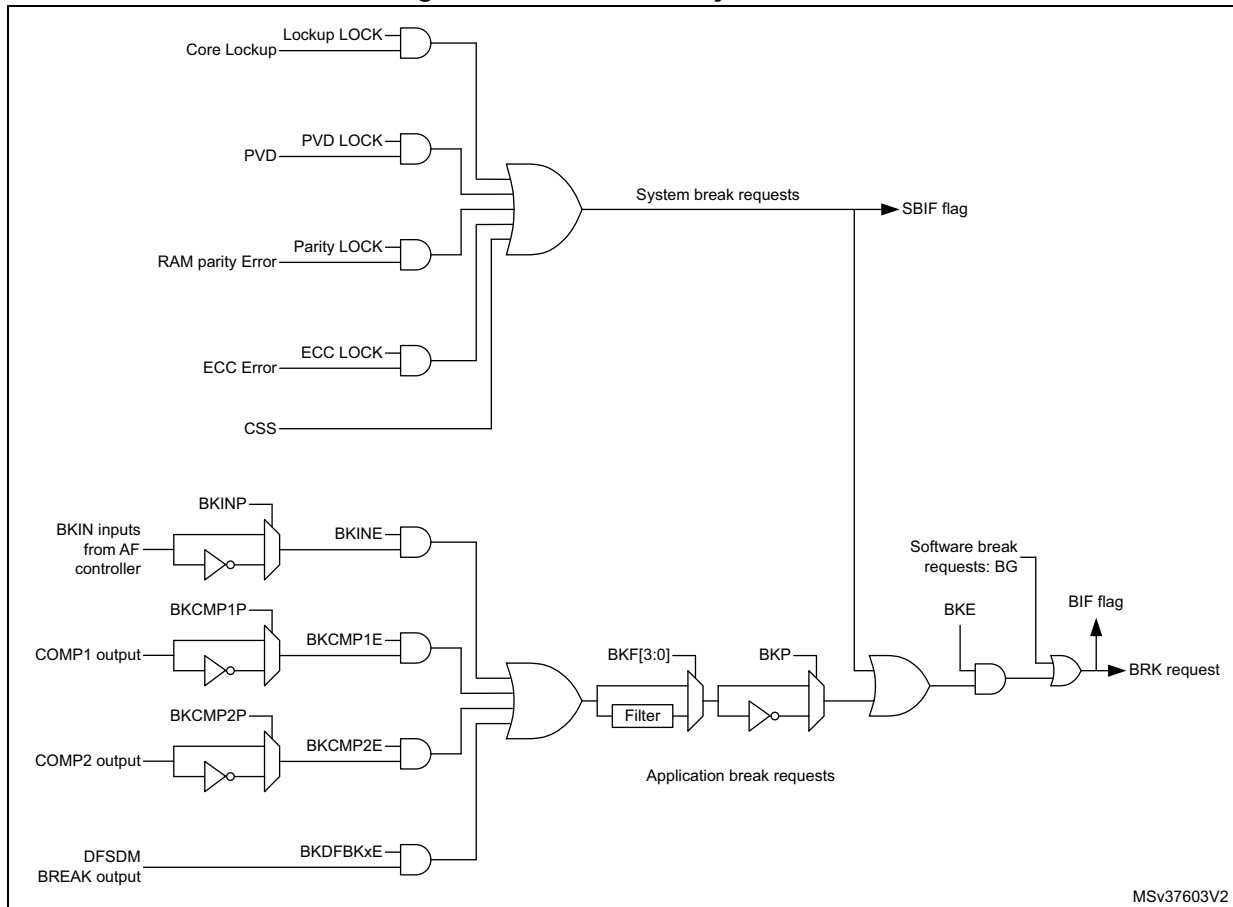 Lockup LOCK
Core Lockup
PVD LOCK
PVD
System break requests
SBIF flag
Parity LOCK
RAM parity Error
ECC LOCK
ECC Error
CSS
BKINP
BKIN inputs
from AF
controller
BKINE
Software break
requests: BG
BKCMP1P
BKE
BIF flag
COMP1 output
BKCMP1E
BKF[3:0]
BKP
BRK request
Filter
BKCMP2P
COMP2 output
BKCMP2E
Application break requests
DFSDM
BREAK output
BKDFBKxE
MSv37603V2